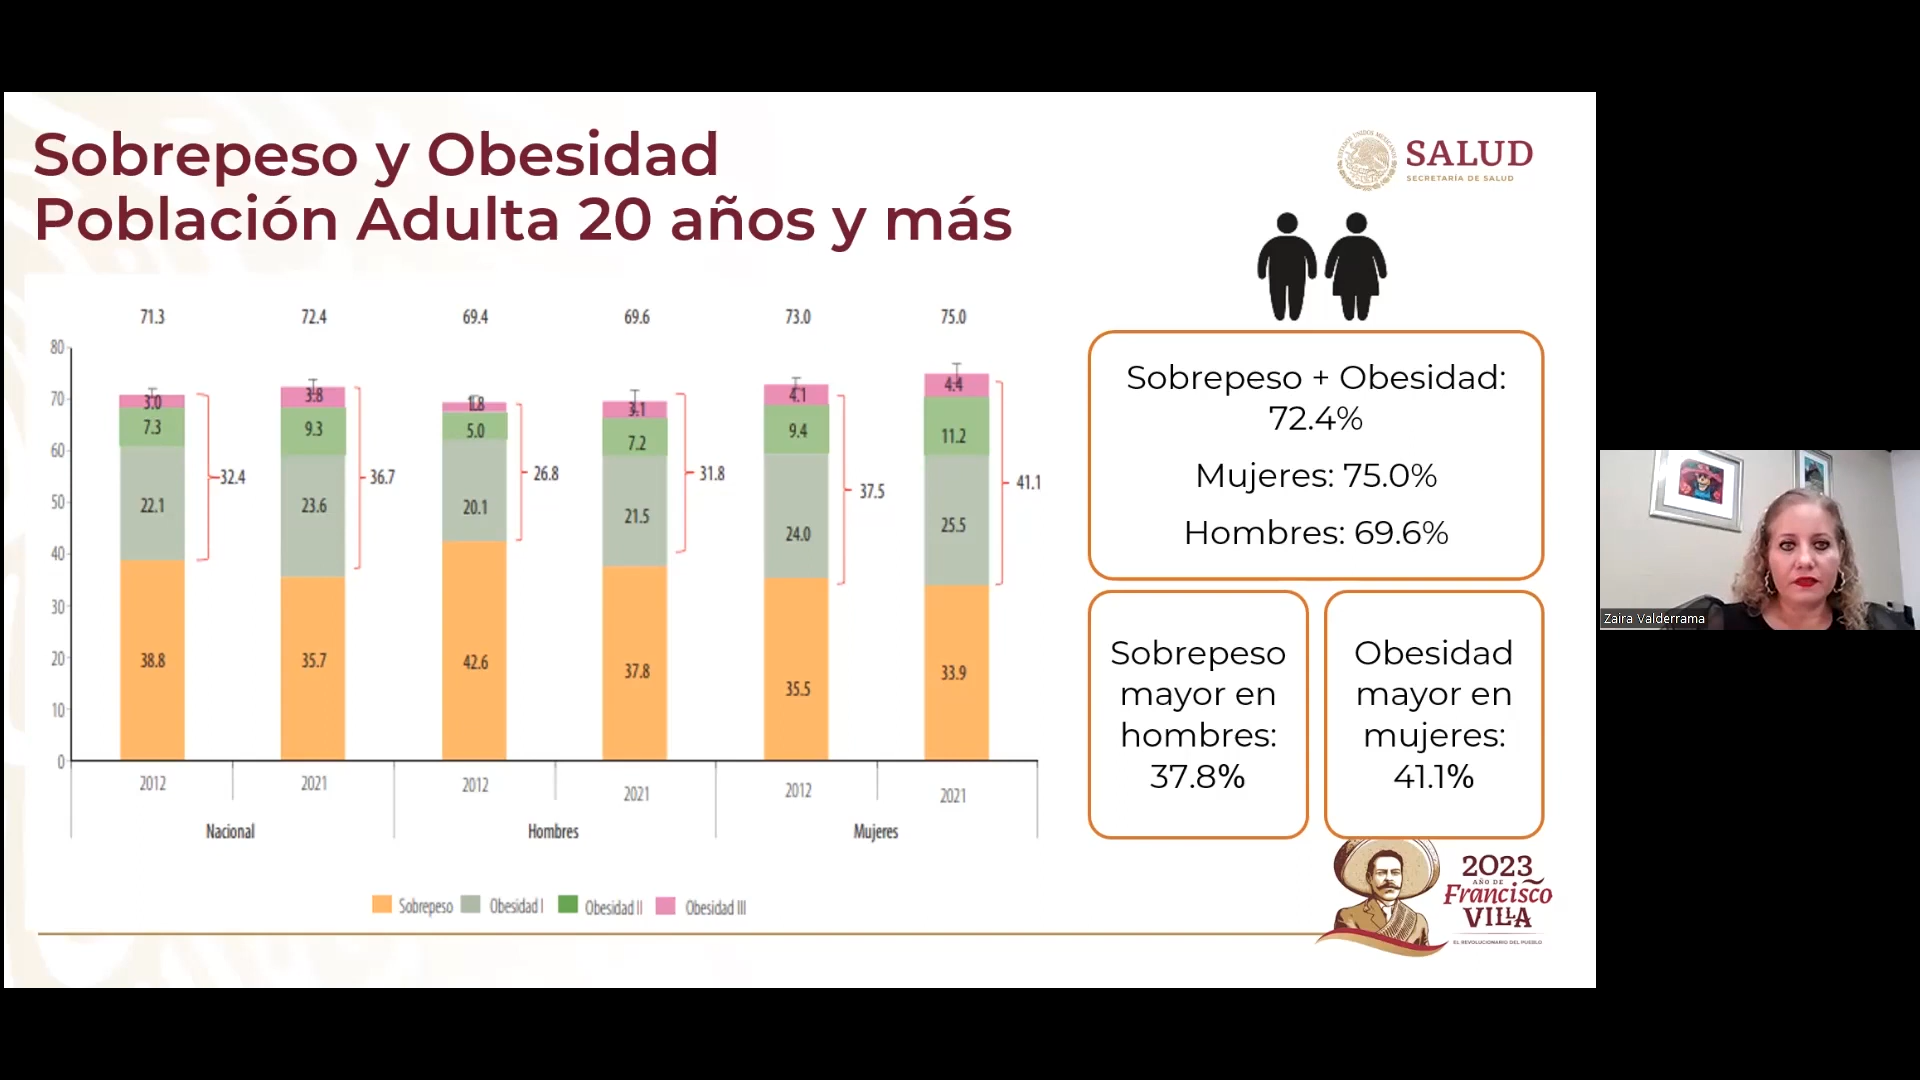 Sobrepeso y Obesidad
Población Adulta 20 años y más
SALUD
SECRETARÍA DE SALUD
71.3 72.4 69.4 69.6 73.0 75.0
80
70
60
50
40
30
20
10
0
3.0 3.8 1.8 3.1 4.1 4.4
7.3 9.3 5.0 7.2 9.4 11.2
32.4 36.7 26.8 31.8 37.5 41.1
22.1 23.6 20.1 21.5 24.0 25.5
38.8 35.7 42.6 37.8 35.5 33.9
2012 2021 2012 2021 2012 2021
Nacional Hombres Mujeres
Sobrepeso Obesidad I Obesidad II Obesidad III
Sobrepeso + Obesidad:
72.4%
Mujeres: 75.0%
Hombres: 69.6%
Sobrepeso
mayor en
hombres:
37.8%
Obesidad
mayor en
mujeres:
41.1%
2023
AÑO DE
Francisco
VILLA
EL REVOLUCIONARIO DEL PUEBLO
Zaira Valderrama